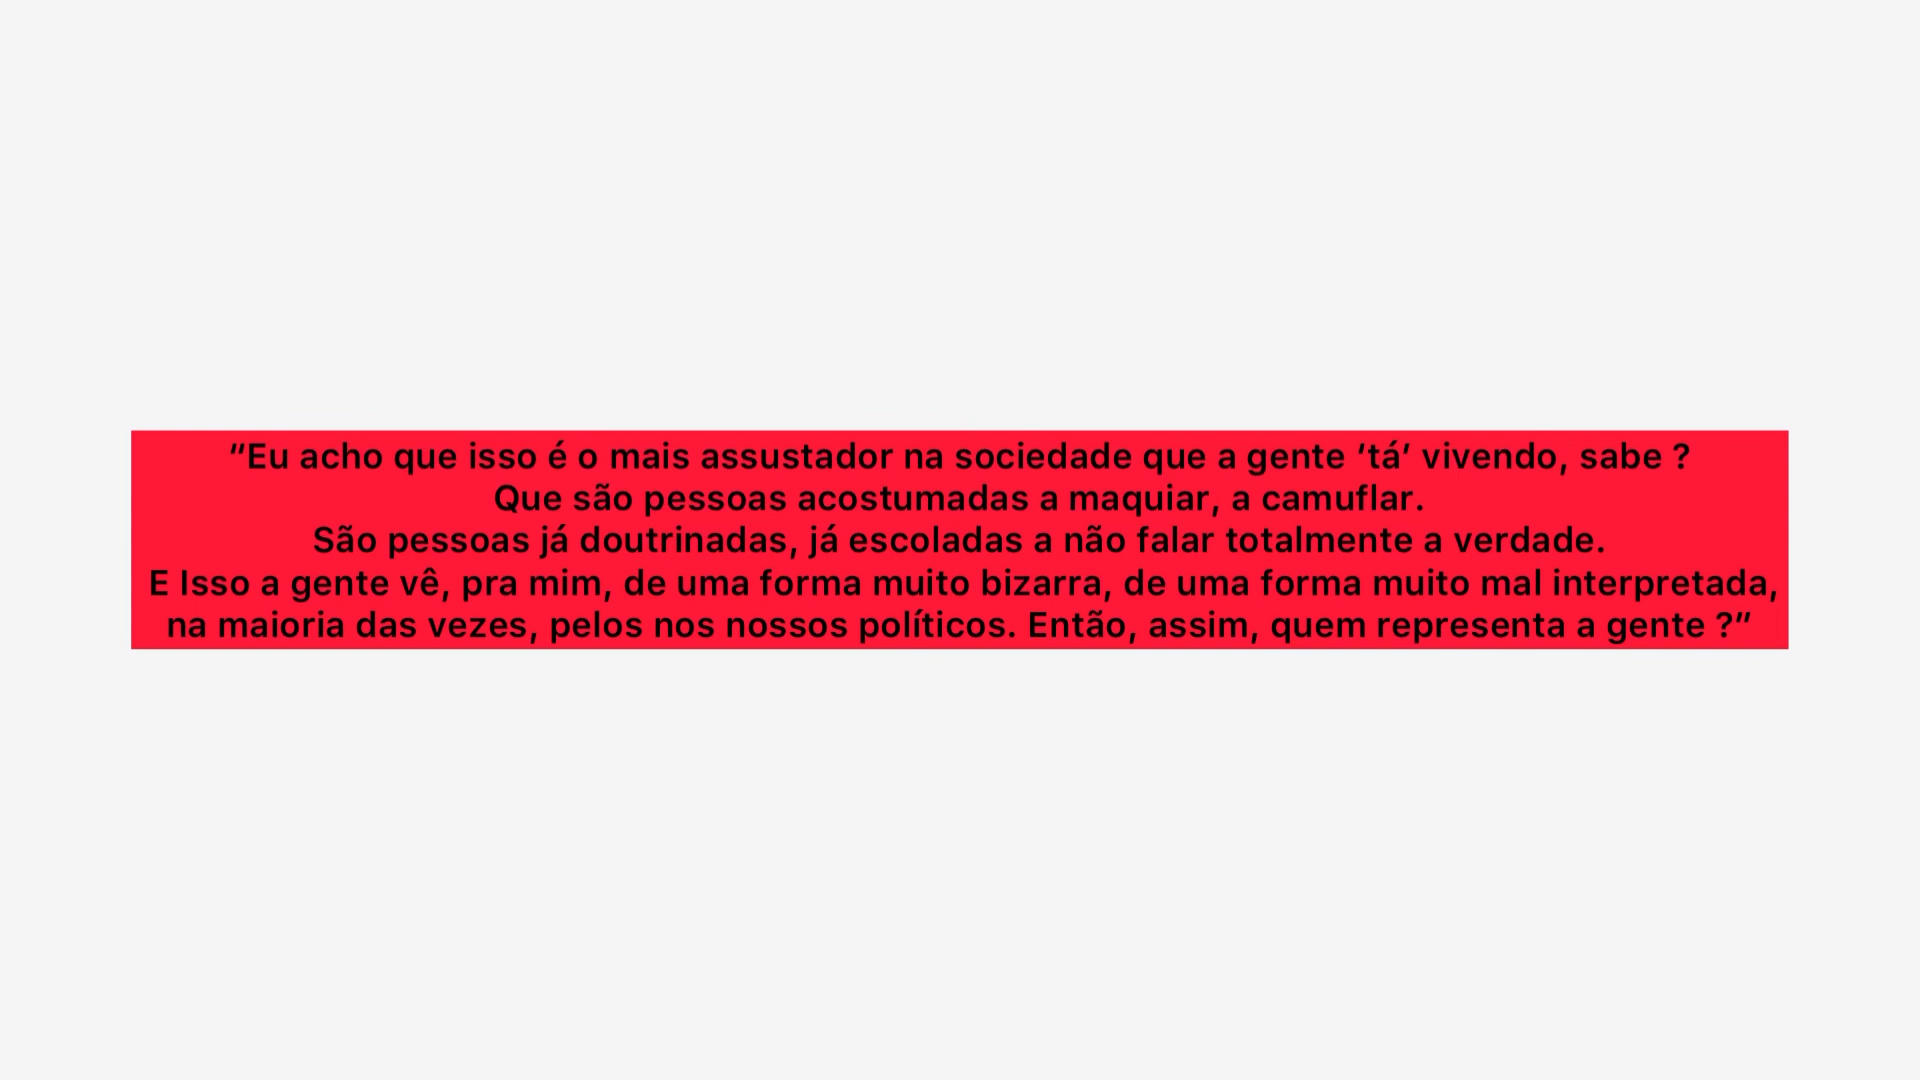 "Eu acho que isso é o mais assustador na sociedade que a gente ‘tá’ vivendo, sabe ?
Que são pessoas acostumadas a maquiar, a camuflar.
São pessoas já doutrinadas, já escoladas a não falar totalmente a verdade.
E Isso a gente vê, pra mim, de uma forma muito bizarra, de uma forma muito mal interpretada,
na maioria das vezes, pelos nos nossos políticos. Então, assim, quem representa a gente ?"